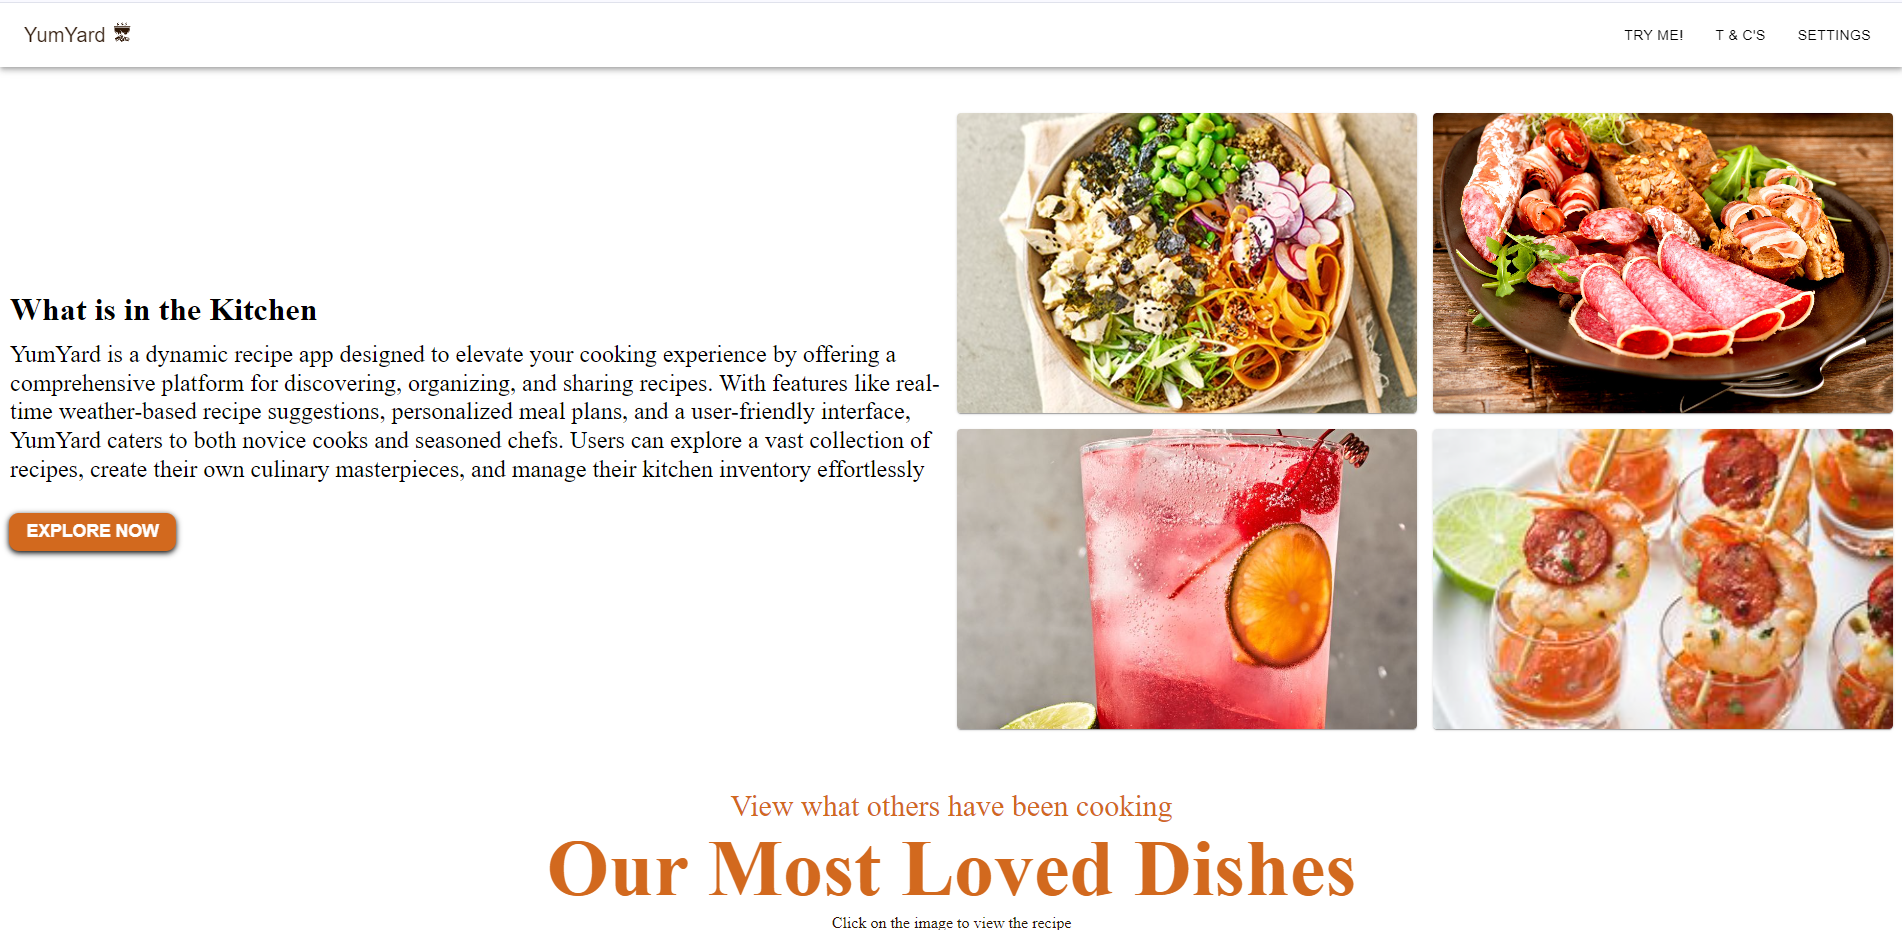 YumYard
TRY ME!
T & C'S
SETTINGS
What is in the Kitchen
YumYard is a dynamic recipe app designed to elevate your cooking experience by offering a
comprehensive platform for discovering, organizing, and sharing recipes. With features like real-
time weather-based recipe suggestions, personalized meal plans, and a user-friendly interface,
YumYard caters to both novice cooks and seasoned chefs. Users can explore a vast collection of
recipes, create their own culinary masterpieces, and manage their kitchen inventory effortlessly
EXPLORE NOW
View what others have been cooking
Our Most Loved Dishes
Click on the image to view the recipe